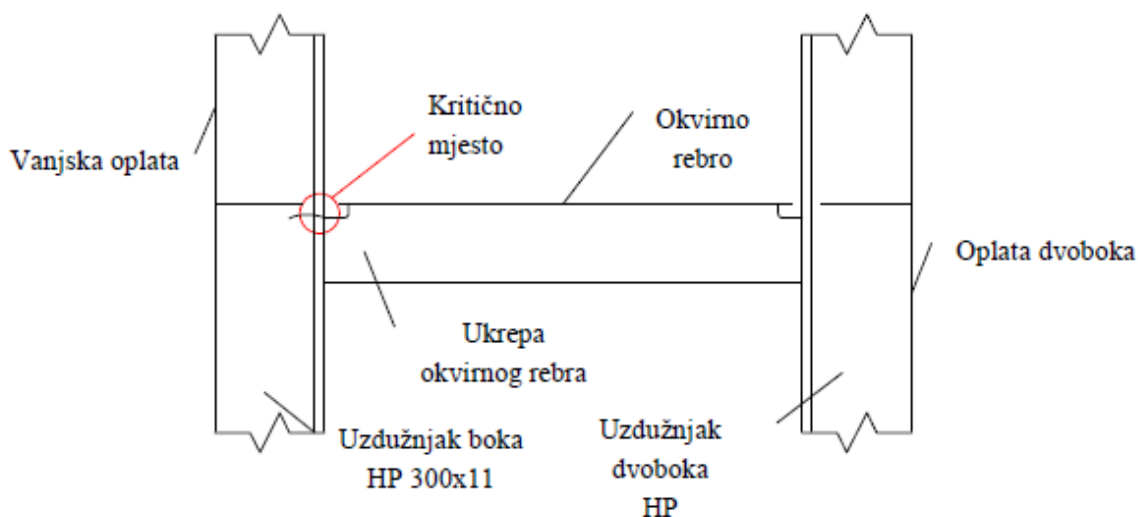 Kritično
mjesto
Okvirno
rebro
Vanjska oplata
Oplata dvoboka
Ukrepa
okvirnog rebra
Uzdužnjak boka
HP 300x11
Uzdužnjak
dvoboka
HP